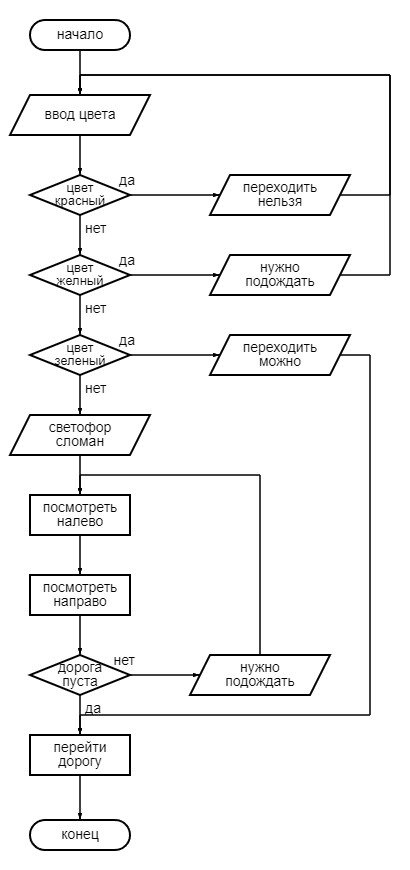 начало
ввод цвета
цвет
красный
да
переходить
нельзя
нет
цвет
желный
да
нужно
подождать
нет
цвет
зеленый
да
переходить
можно
нет
светофор
сломан
посмотреть
налево
посмотреть
направо
дорога
пуста
нет
нужно
подождать
да
перейти
дорогу
конец